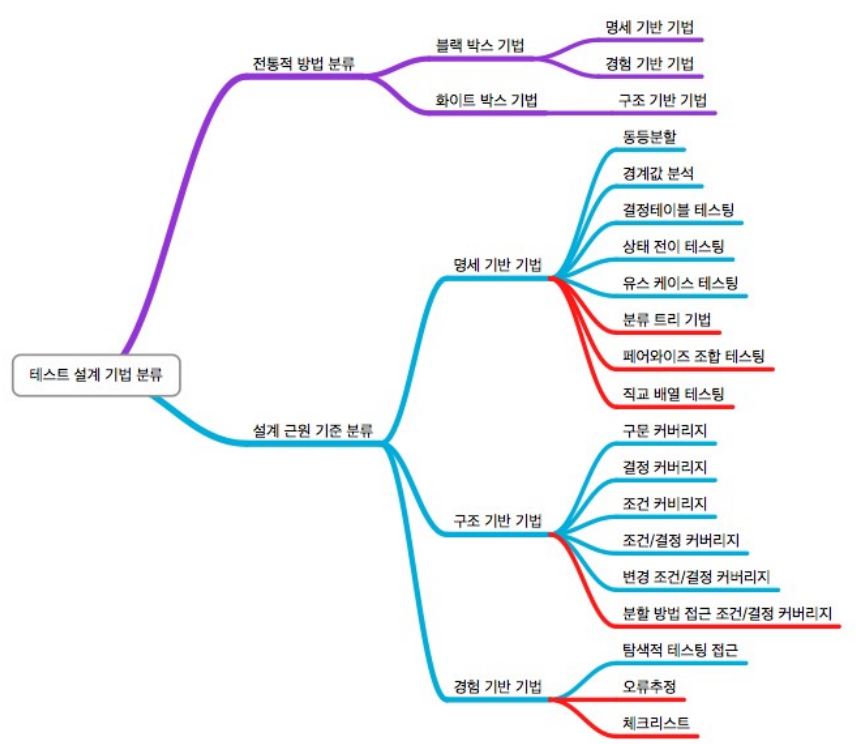 테스트 설계 기법 분류
전통적 방법 분류
블랙 박스 기법
명세 기반 기법
경험 기반 기법
화이트 박스 기법
구조 기반 기법
설계 근원 기준 분류
명세 기반 기법
동등분할
경계값 분석
결정테이블 테스팅
상태 전이 테스팅
유스 케이스 테스팅
분류 트리 기법
페어와이즈 조합 테스팅
직교 배열 테스팅
구조 기반 기법
구문 커버리지
결정 커버리지
조건 커비리지
조건/결정 커버리지
변경 조건/결정 커버리지
분할 방법 접근 조건/결정 커버리지
경험 기반 기법
탐색적 테스팅 접근
오류추정
체크리스트